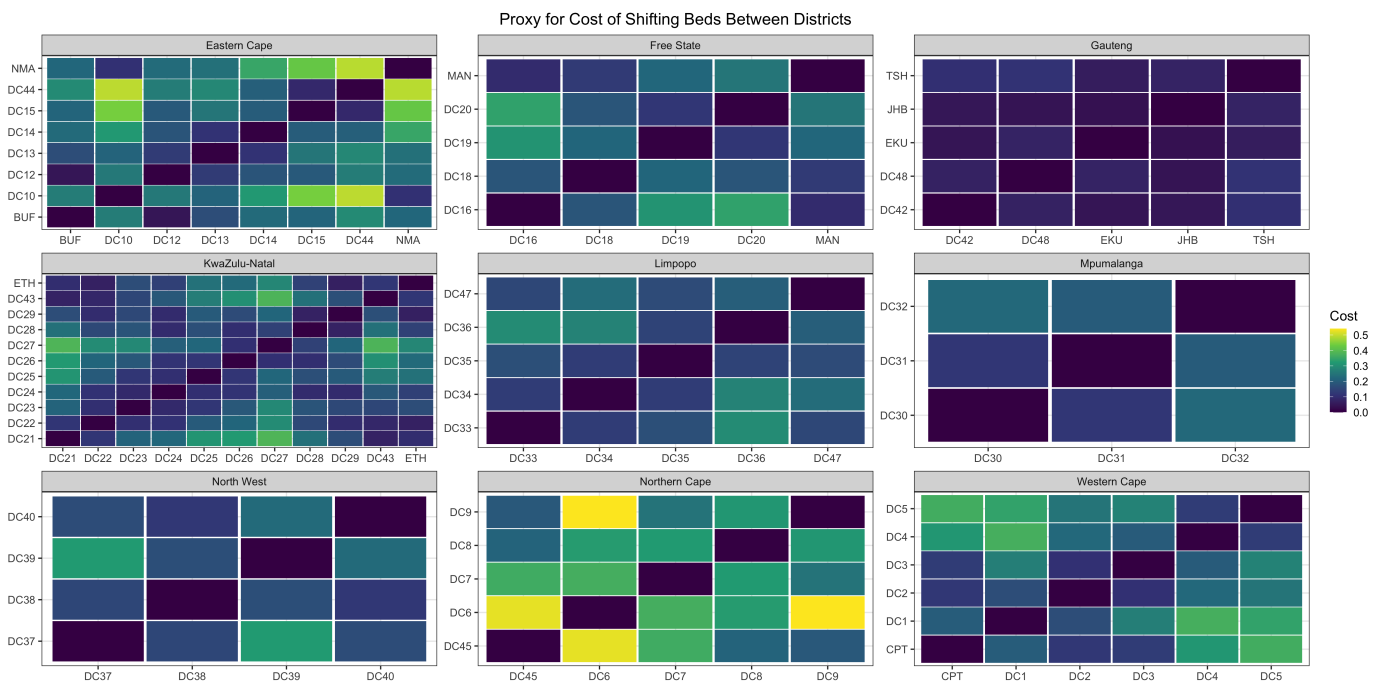 Proxy for Cost of Shifting Beds Between Districts
Eastern Cape
NMA
DC44
DC15
DC14
DC13
DC12
DC10
BUF
BUF DC10 DC12 DC13 DC14 DC15 DC44 NMA
Free State
MAN
DC20
DC19
DC18
DC16
DC16 DC18 DC19 DC20 MAN
Gauteng
TSH
JHB
EKU
DC48
DC42
DC42 DC48 EKU JHB TSH
KwaZulu-Natal
ETH
DC43
DC29
DC28
DC27
DC26
DC25
DC24
DC23
DC22
DC21
DC21 DC22 DC23 DC24 DC25 DC26 DC27 DC28 DC29 DC43 ETH
Limpopo
DC47
DC36
DC35
DC34
DC33
DC33 DC34 DC35 DC36 DC47
Mpumalanga
DC32
DC31
DC30
DC30 DC31 DC32
Cost
0.5
0.4
0.3
0.2
0.1
0.0
North West
DC40
DC39
DC38
DC37
DC37 DC38 DC39 DC40
Northern Cape
DC9
DC8
DC7
DC6
DC45
DC45 DC6 DC7 DC8 DC9
Western Cape
DC5
DC4
DC3
DC2
DC1
CPT
CPT DC1 DC2 DC3 DC4 DC5